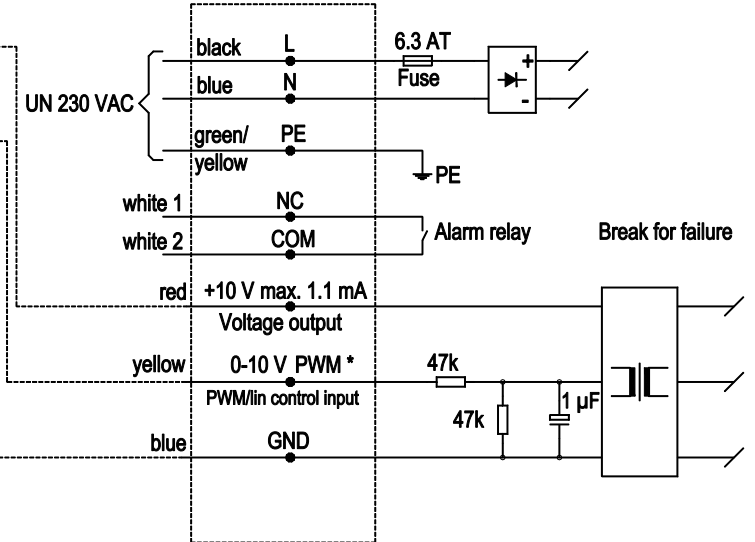 black L 6.3 AT
+
blue N Fuse
-
UN 230 VAC
green/ PE
yellow
PE
white 1 NC
Alarm relay Break for failure
white 2 COM
red +10 V max. 1.1 mA
Voltage output
yellow 0-10 V PWM * 47k
PWM/lin control input
47k 1 µF
blue GND